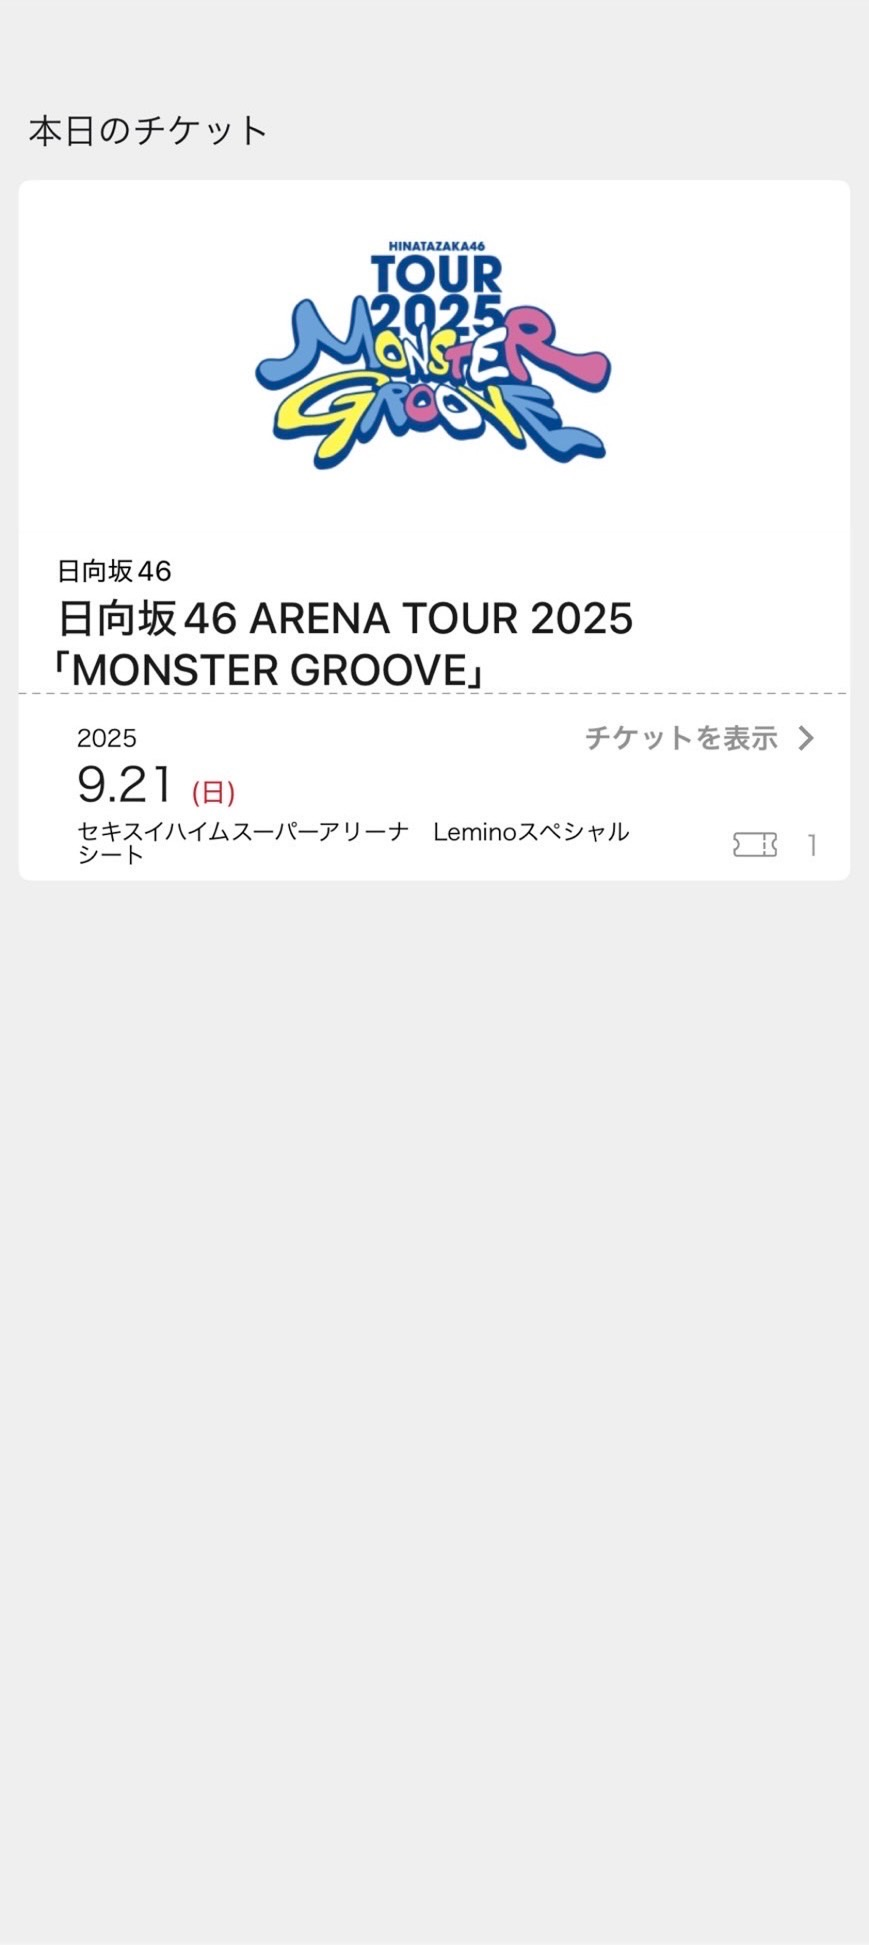 本日のチケット
HINATAZAKA46
TOUR
2025
MONSTER
GROOVE
日向坂46
日向坂46 ARENA TOUR 2025
「MONSTER GROOVE」
2025
チケットを表示
9.21 (日)
セキスイハイムスーパーアリーナ　Leminoスペシャル
シート
1